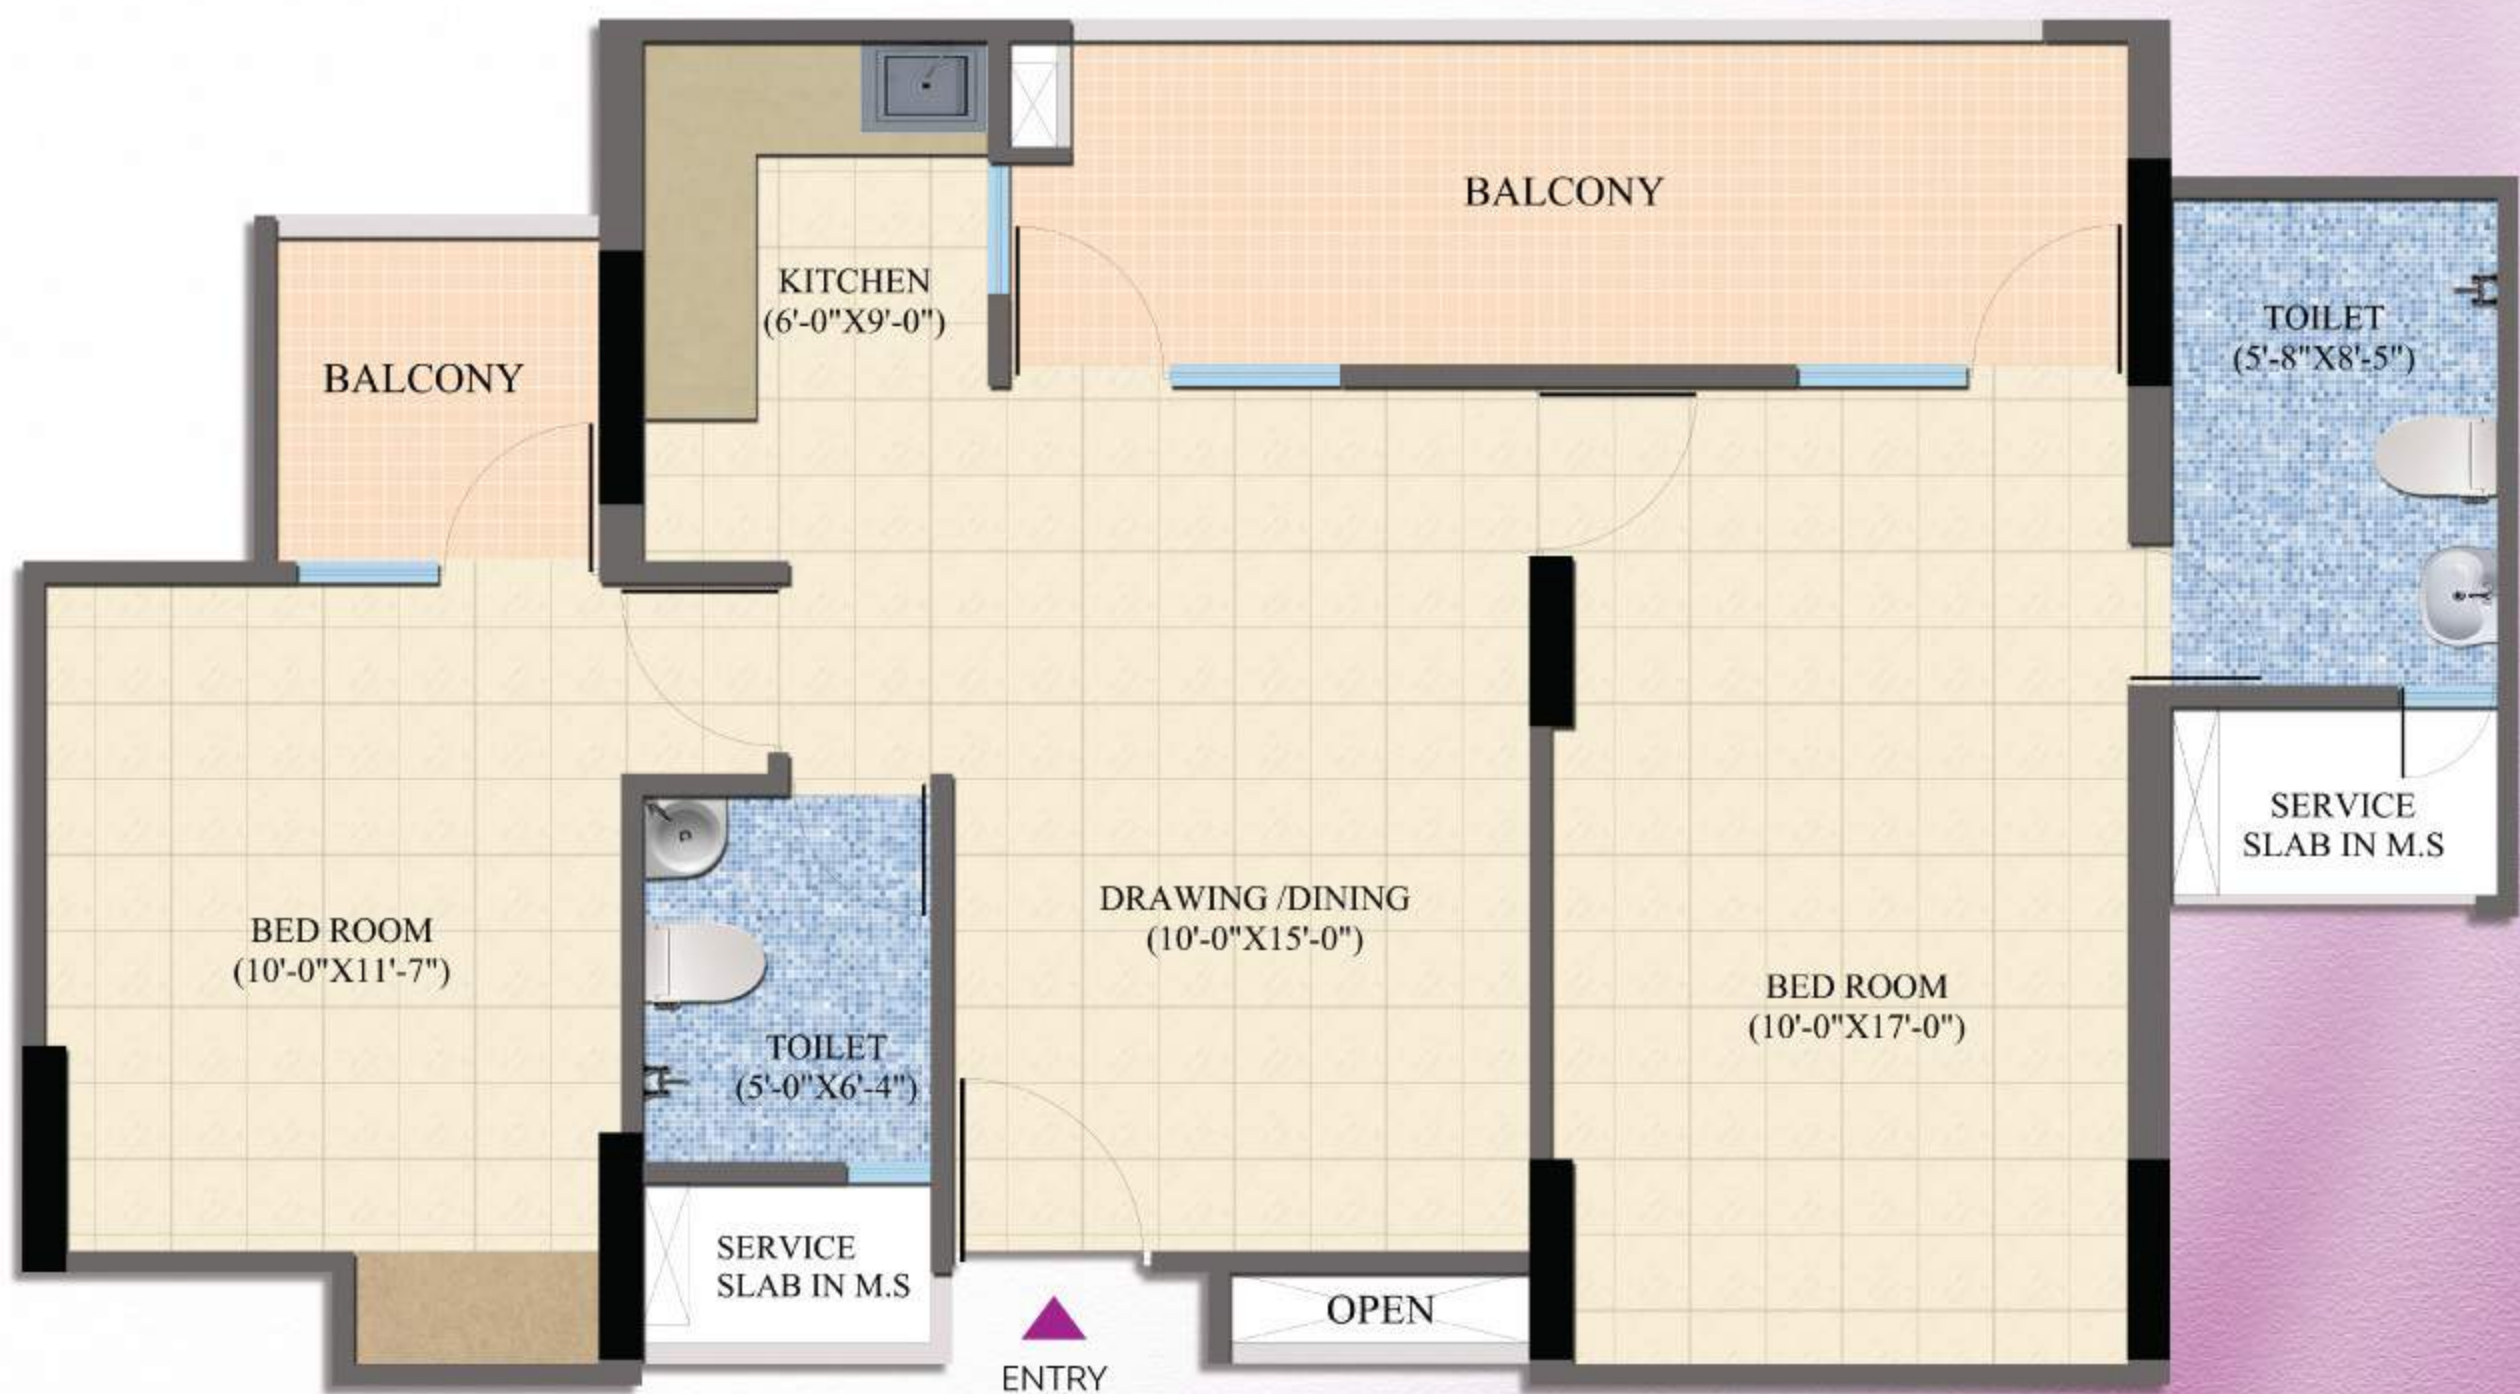 BALCONY
KITCHEN
(6'-0"X9'-0")
BALCONY
TOILET
(5'-8"X8'-5")
SERVICE
SLAB IN M.S
BED ROOM
(10'-0"X11'-7")
DRAWING /DINING
(10'-0"X15'-0")
BED ROOM
(10'-0"X17'-0")
TOILET
(5'-0"X6'-4")
SERVICE
SLAB IN M.S
OPEN
ENTRY